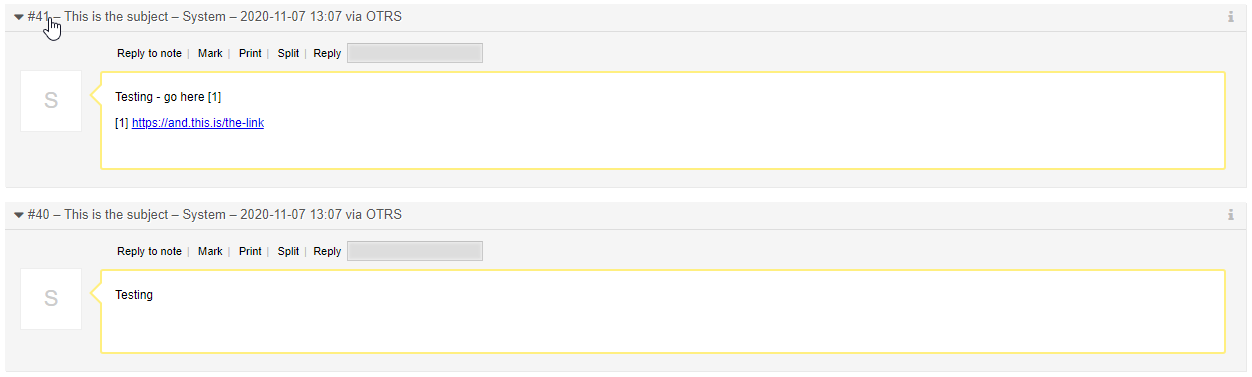 #41 – This is the subject – System – 2020-11-07 13:07 via OTRS
Reply to note | Mark | Print | Split | Reply
S
Testing - go here [1]
[1] https://and.this.is/the-link
#40 – This is the subject – System – 2020-11-07 13:07 via OTRS
Reply to note | Mark | Print | Split | Reply
S
Testing